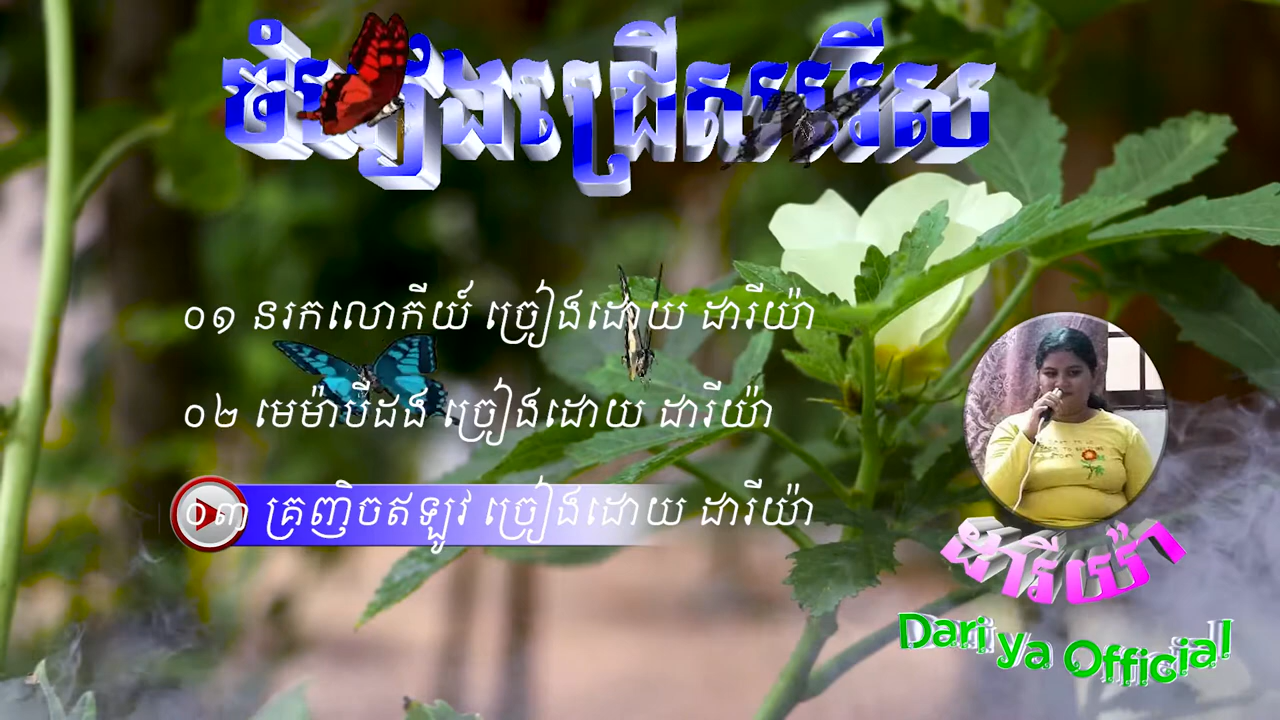 ចំរៀងជ្រើសរើស
០១ នរកលោកីយ៍ ច្រៀងដោយ ដារីយ៉ា
០២ មេម៉ាប៉ីដង ច្រៀងដោយ ដារីយ៉ា
០៣ គ្រញិចឥឡូវ ច្រៀងដោយ ដារីយ៉ា
ដារីយ៉ា
Dariya Official